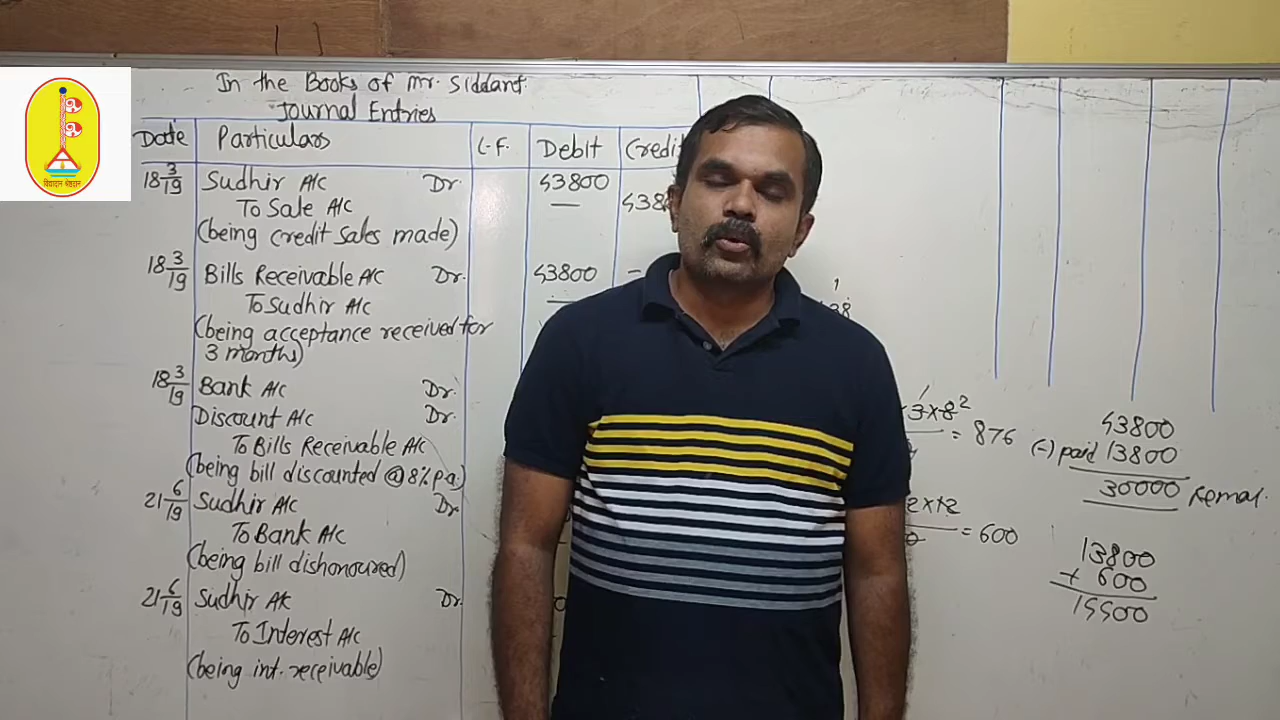 In the Books of Mr. Siddant.
Journal Entries
Date Particulars L.F. Debit Credit
18 3/19 Sudhir A/C Dr. 43800
To Sale A/C 438
(being credit sales made)
18 3/19 Bills Receivable A/C Dr. 43800 -
To Sudhir A/C
(being acceptance received for
3 months)
18 3/19 Bank A/C Dr.
Discount A/C Dr.
To Bills Receivable A/C
(being bill discounted @ 8% p.a.)
21 6/19 Sudhir A/C Dr
To Bank A/C
(being bill dishonoured)
21 6/19 Sudhir A/C Dr.
To Interest A/C
(being int. receivable)
= 876
= 600
43800
(-) paid 13800
30000 Remai.
13800
+ 600
14400